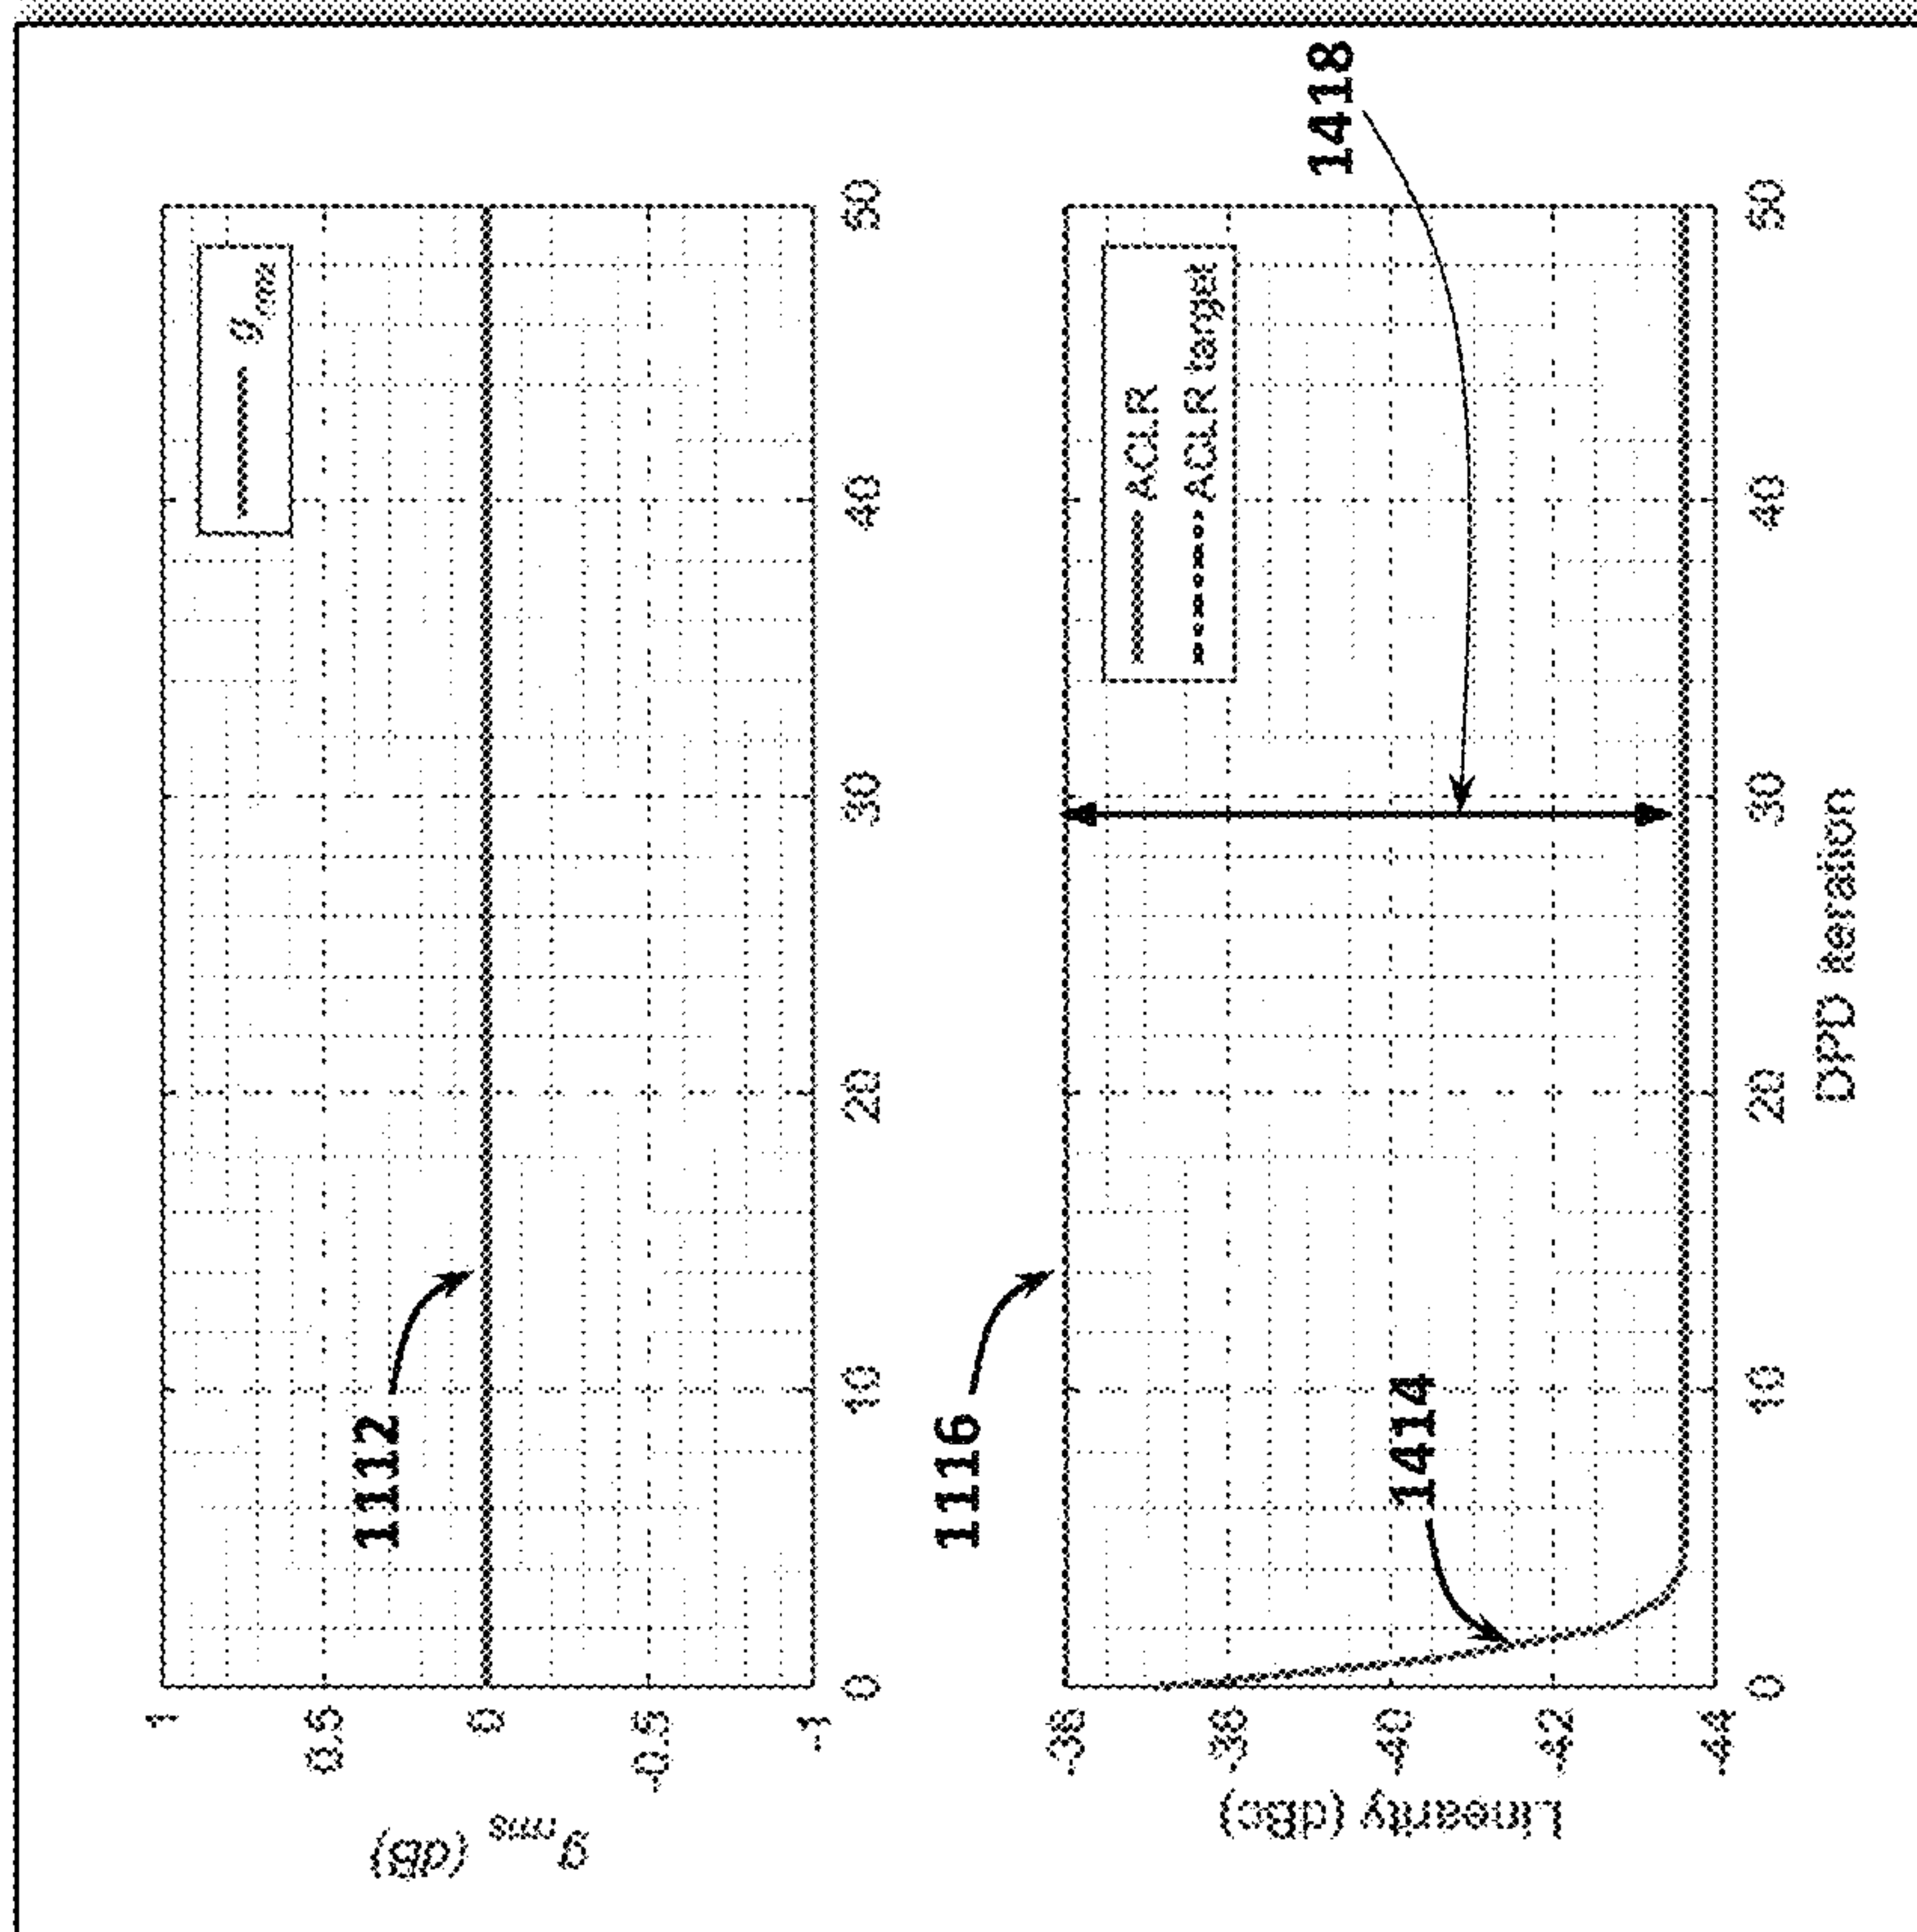 1112
g_rms
1
0.5
0
-0.5
-1
g_rms (dB)
0 10 20 30 40 50
1116
1418
1414
ACLR
ACLR target
-36
-38
-40
-42
-44
Linearity (dBc)
0 10 20 30 40 50
DPD Iteration